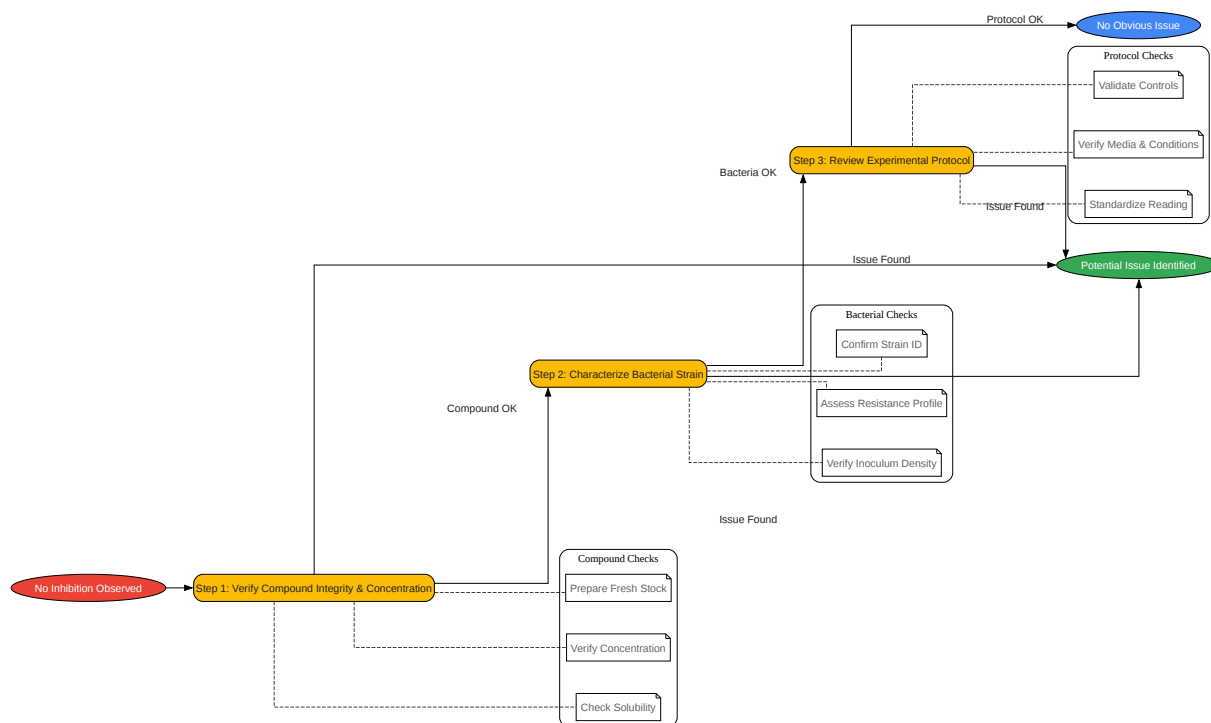 Protocol OK
No Obvious Issue
Protocol Checks
Validate Controls
Verify Media & Conditions
Step 3: Review Experimental Protocol
Bacteria OK
Standardize Reading
Issue Found
Issue Found
Potential Issue Identified
Bacterial Checks
Confirm Strain ID
Step 2: Characterize Bacterial Strain
Assess Resistance Profile
Compound OK
Verify Inoculum Density
Issue Found
Compound Checks
No Inhibition Observed
Step 1: Verify Compound Integrity & Concentration
Prepare Fresh Stock
Verify Concentration
Check Solubility